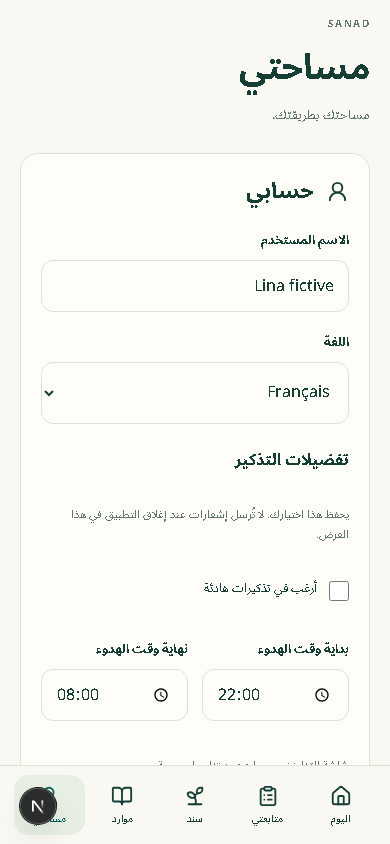 SANAD
مساحتي
مساحتك بطريقتك.
حسابي
الاسم المستخدم
Lina fictive
اللغة
Français
تفضيلات التذكير
يحفظ هذا اختيارك. لا تُرسل إشعارات عند إغلاق التطبيق في هذا
العرض.
أرغب في تذكيرات هادئة
بداية وقت الهدوء
نهاية وقت الهدوء
22:00
08:00
اليوم
متابعتي
سند
موارد
N